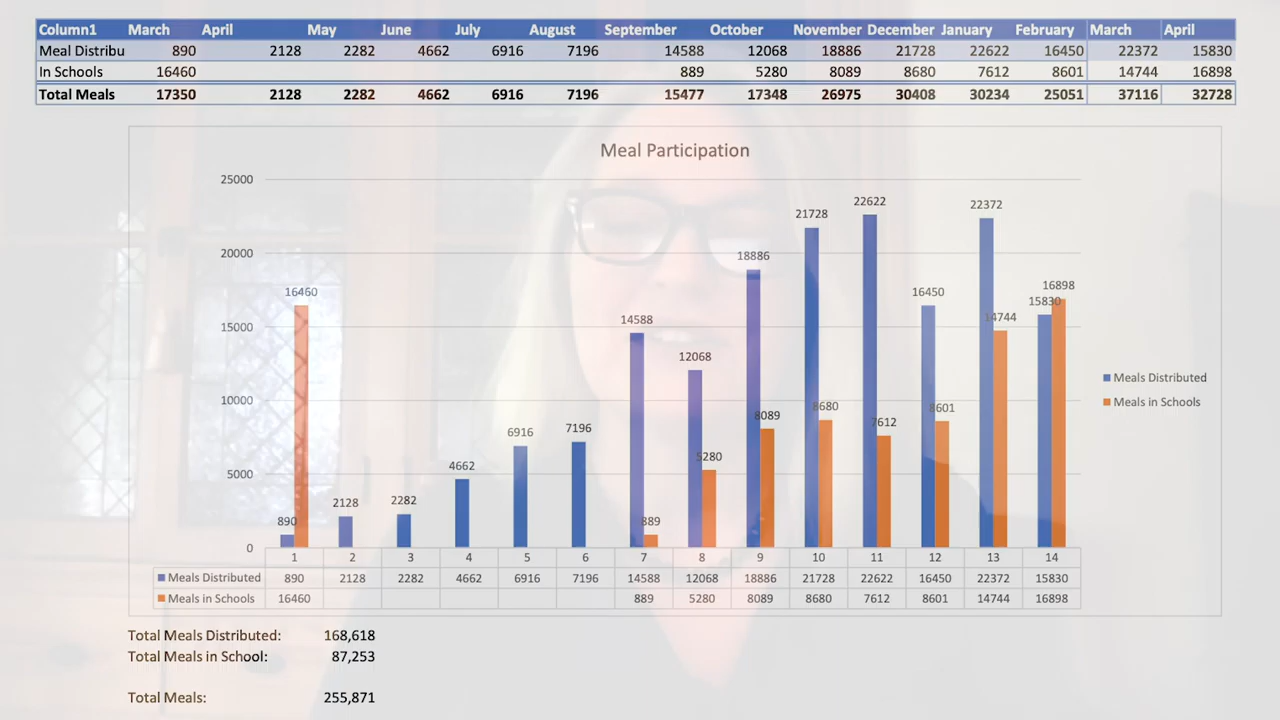 Column1 March April May June July August September October November December January February March April
Meal Distribu 890 2128 2282 4662 6916 7196 14588 12068 18886 21728 22622 16450 22372 15830
In Schools 16460 889 5280 8089 8680 7612 8601 14744 16898
Total Meals 17350 2128 2282 4662 6916 7196 15477 17348 26975 30408 30234 25051 37116 32728
Meal Participation
25000
22622
22372
21728
20000
18886
16898
16460
16450
15830
15000
14744
14588
12068
10000
8680
8601
8089
7612
7196
6916
5280
5000
4662
2282
2128
890
889
0
1 2 3 4 5 6 7 8 9 10 11 12 13 14
Meals Distributed 890 2128 2282 4662 6916 7196 14588 12068 18886 21728 22622 16450 22372 15830
Meals in Schools 16460 889 5280 8089 8680 7612 8601 14744 16898
Meals Distributed
Meals in Schools
Total Meals Distributed: 168,618
Total Meals in School: 87,253
Total Meals: 255,871